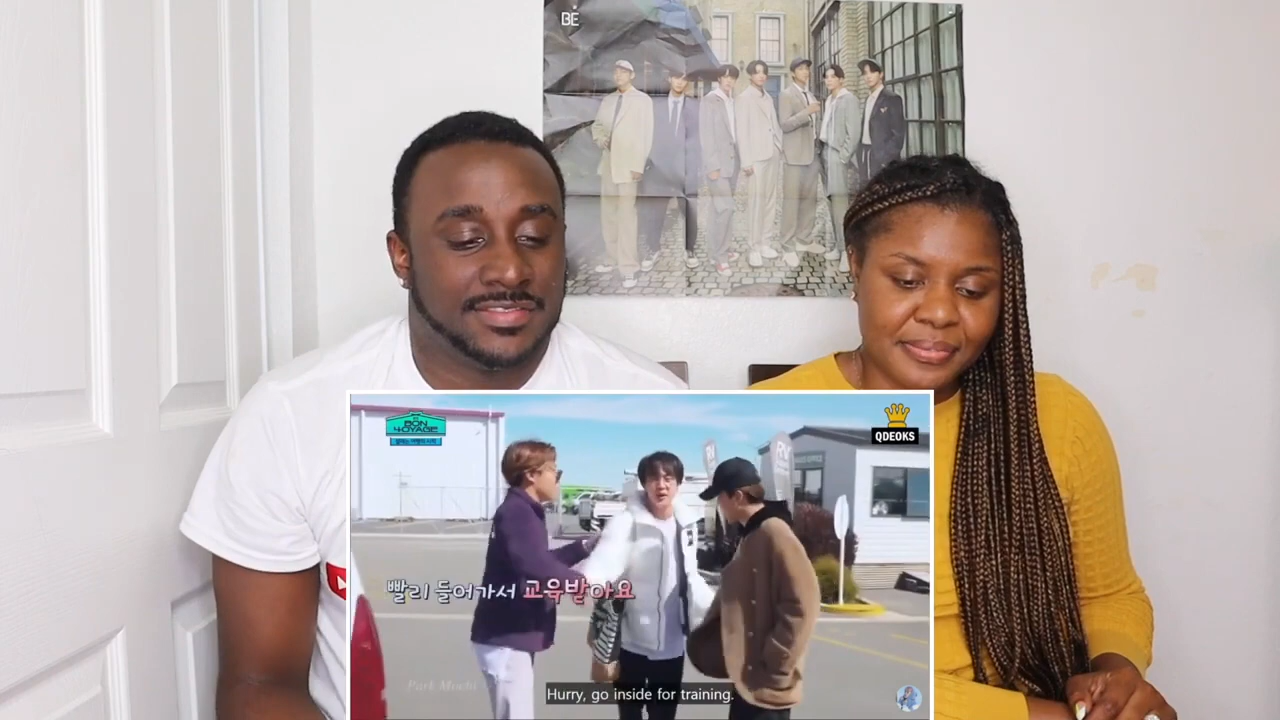 BE
BON
VOYAGE
QDEOKS
빨리 들어가서 교육받아요
Park Mochi
Hurry, go inside for training.